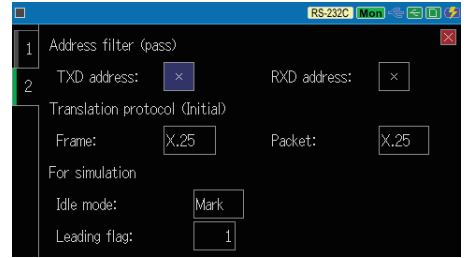 RS-232C Mon
1 Address filter (pass)
2 TXD address: × RXD address: ×
Translation protocol (Initial)
Frame: X.25 Packet: X.25
For simulation
Idle mode: Mark
Leading flag: 1